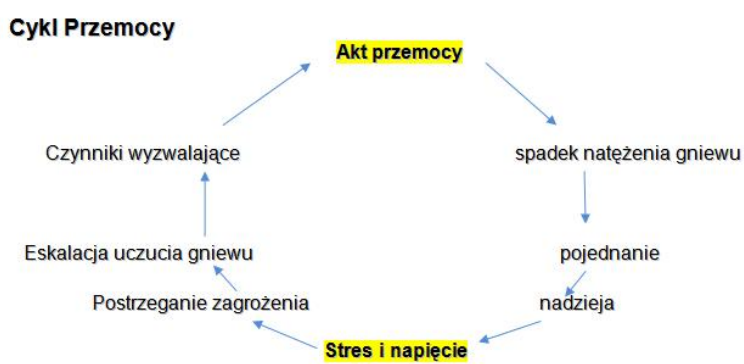 Cykl Przemocy
Akt przemocy
Czynniki wyzwalające
spadek natężenia gniewu
Eskalacja uczucia gniewu
pojednanie
Postrzeganie zagrożenia
nadzieja
Stres i napięcie